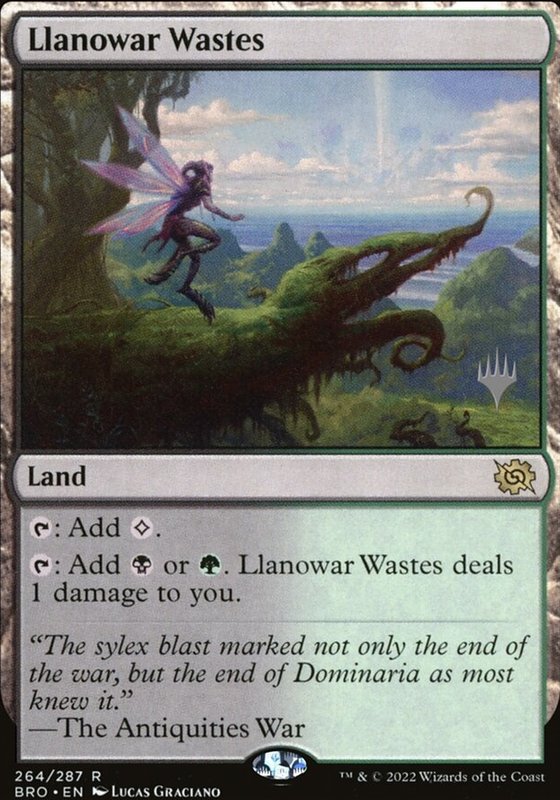 Llanowar Wastes
Land
: Add .
: Add or . Llanowar Wastes deals
1 damage to you.
“The sylex blast marked not only the end of
the war, but the end of Dominaria as most
knew it.”
—The Antiquities War
264/287 R
BRO • EN Lucas Graciano
™ & © 2022 Wizards of the Coast